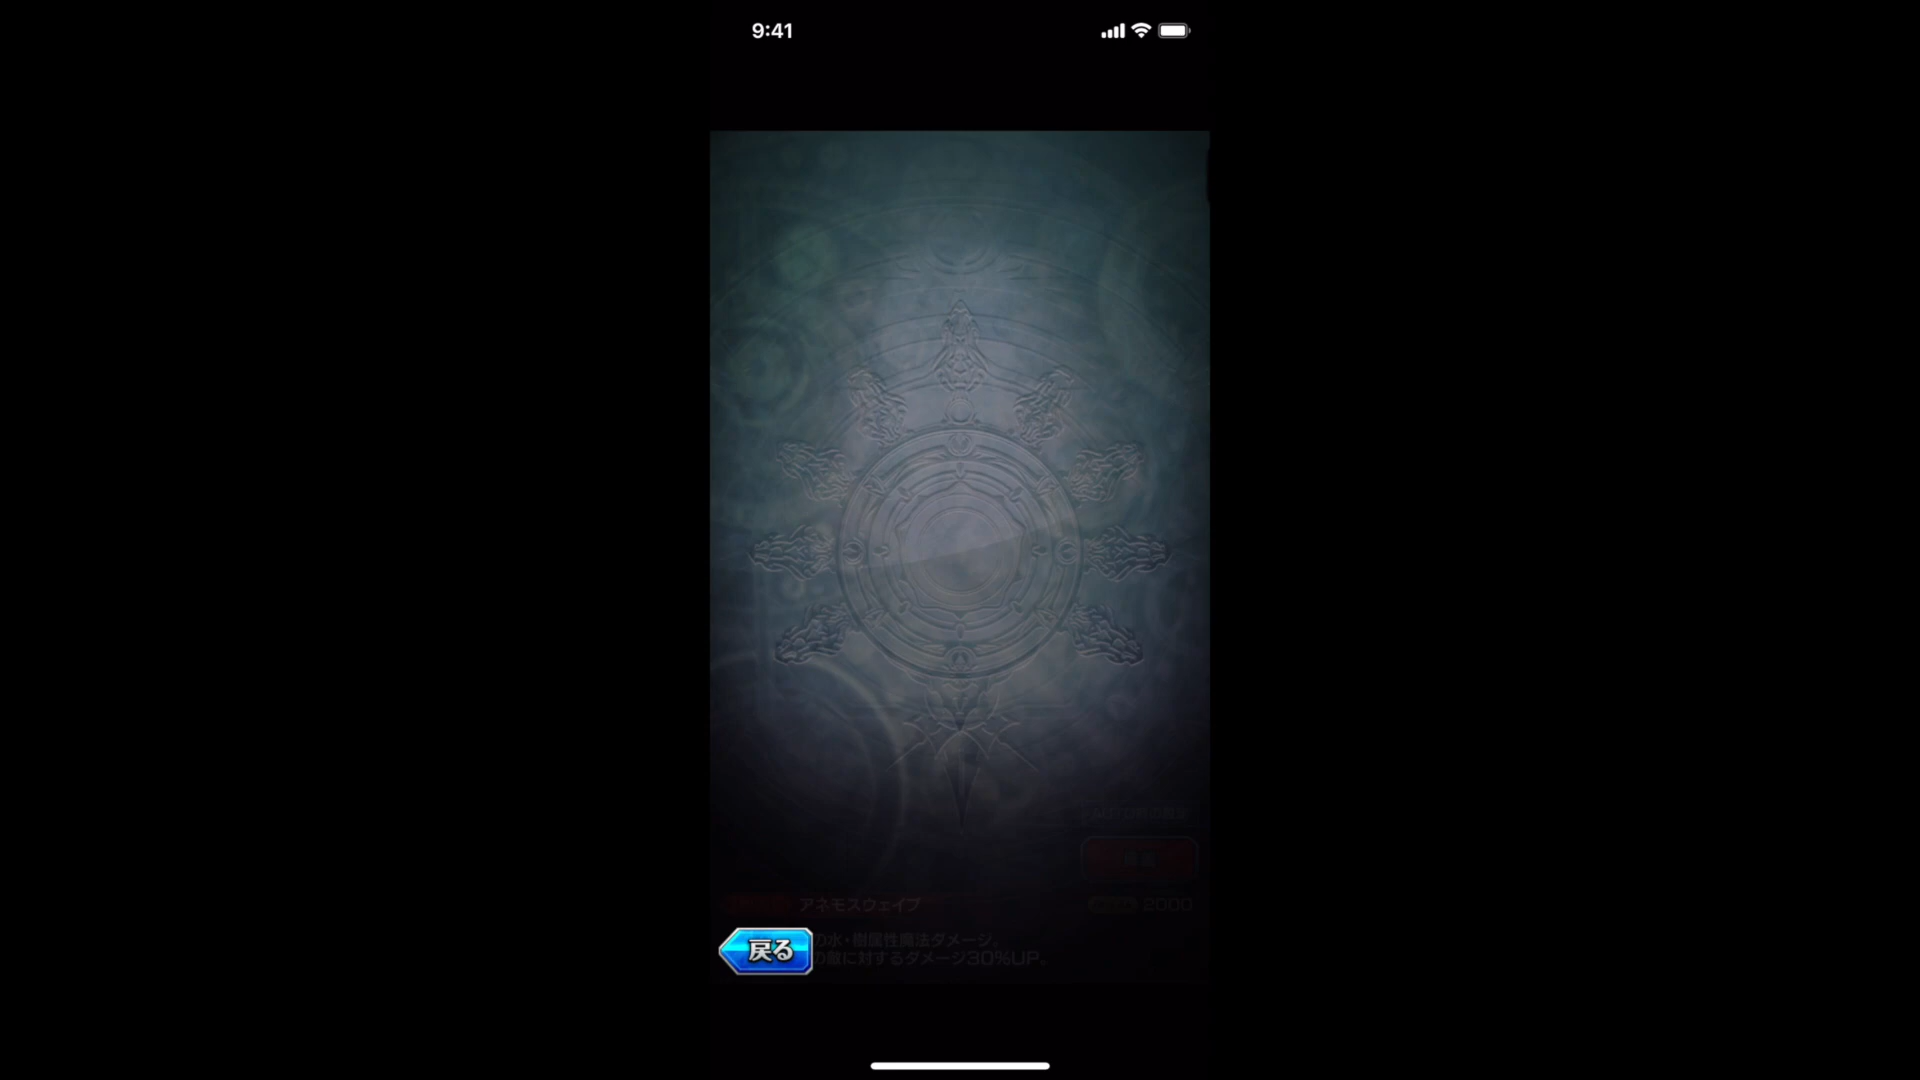 9:41
アネモスウェイブ
2000
の水・樹属性魔法ダメージ。
の敵に対するダメージ30%UP。
戻る